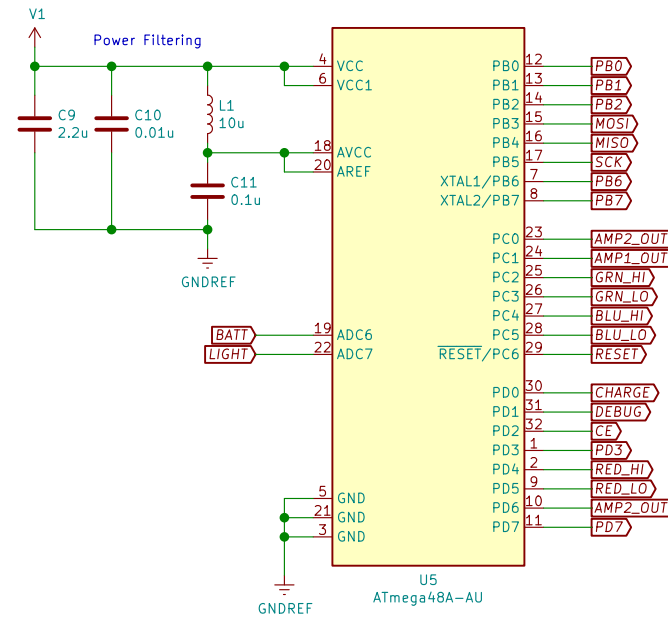 V1
Power Filtering
C9
2.2u
C10
0.01u
L1
10u
C11
0.1u
GNDREF
4 VCC
6 VCC1
18 AVCC
20 AREF
BATT 19 ADC6
LIGHT 22 ADC7
5 GND
21 GND
3 GND
GNDREF
PB0 12 PB0
PB1 13 PB1
PB2 14 PB2
PB3 15 MOSI
PB4 16 MISO
PB5 17 SCK
XTAL1/PB6 7 PB6
XTAL2/PB7 8 PB7
PC0 23 AMP2_OUT
PC1 24 AMP1_OUT
PC2 25 GRN_HI
PC3 26 GRN_LO
PC4 27 BLU_HI
PC5 28 BLU_LO
RESET/PC6 29 RESET
PD0 30 CHARGE
PD1 31 DEBUG
PD2 32 CE
PD3 1 PD3
PD4 2 RED_HI
PD5 9 RED_LO
PD6 10 AMP2_OUT
PD7 11 PD7
U5
ATmega48A-AU